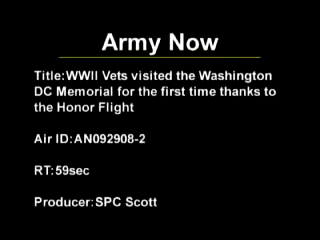 Army Now
Title:WWII Vets visited the Washington
DC Memorial for the first time thanks to
the Honor Flight
Air ID:AN092908-2
RT:59sec
Producer:SPC Scott